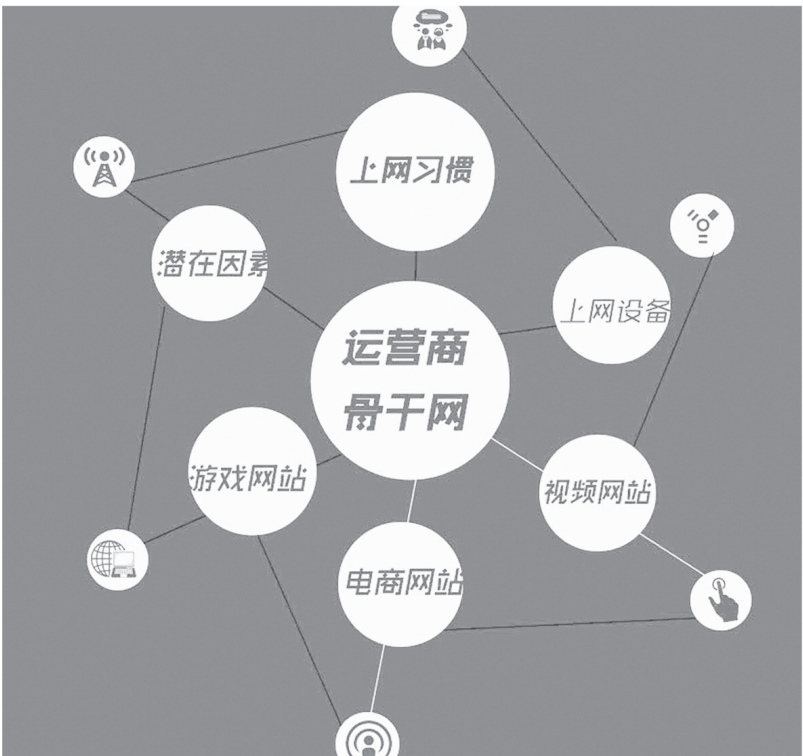 上网习惯
潜在因素
上网设备
运营商
骨干网
游戏网站
视频网站
电商网站